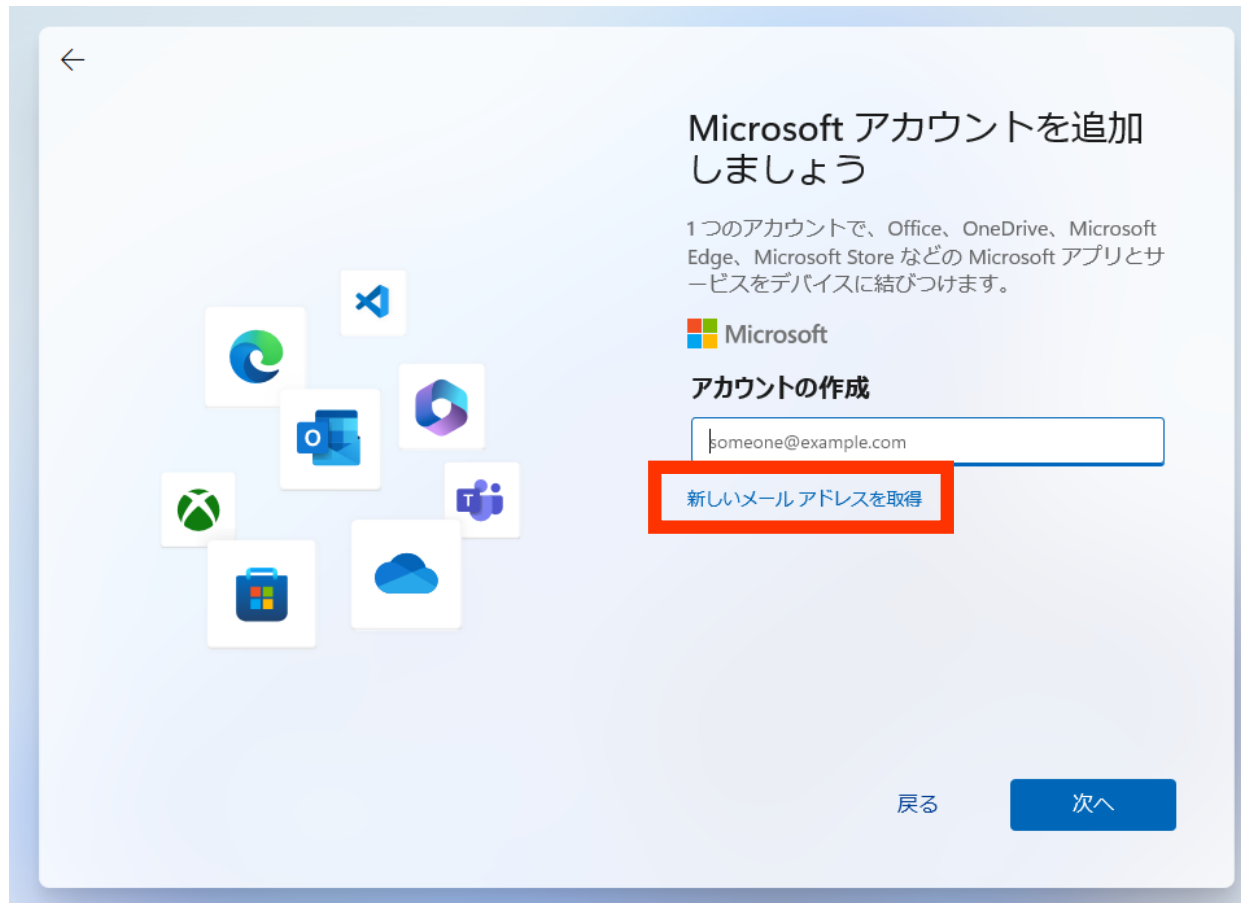 Microsoft アカウントを追加
しましょう
1 つのアカウントで、Office、OneDrive、Microsoft
Edge、Microsoft Store などの Microsoft アプリとサ
ービスをデバイスに結びつけます。
Microsoft
アカウントの作成
someone@example.com
新しいメール アドレスを取得
戻る
次へ